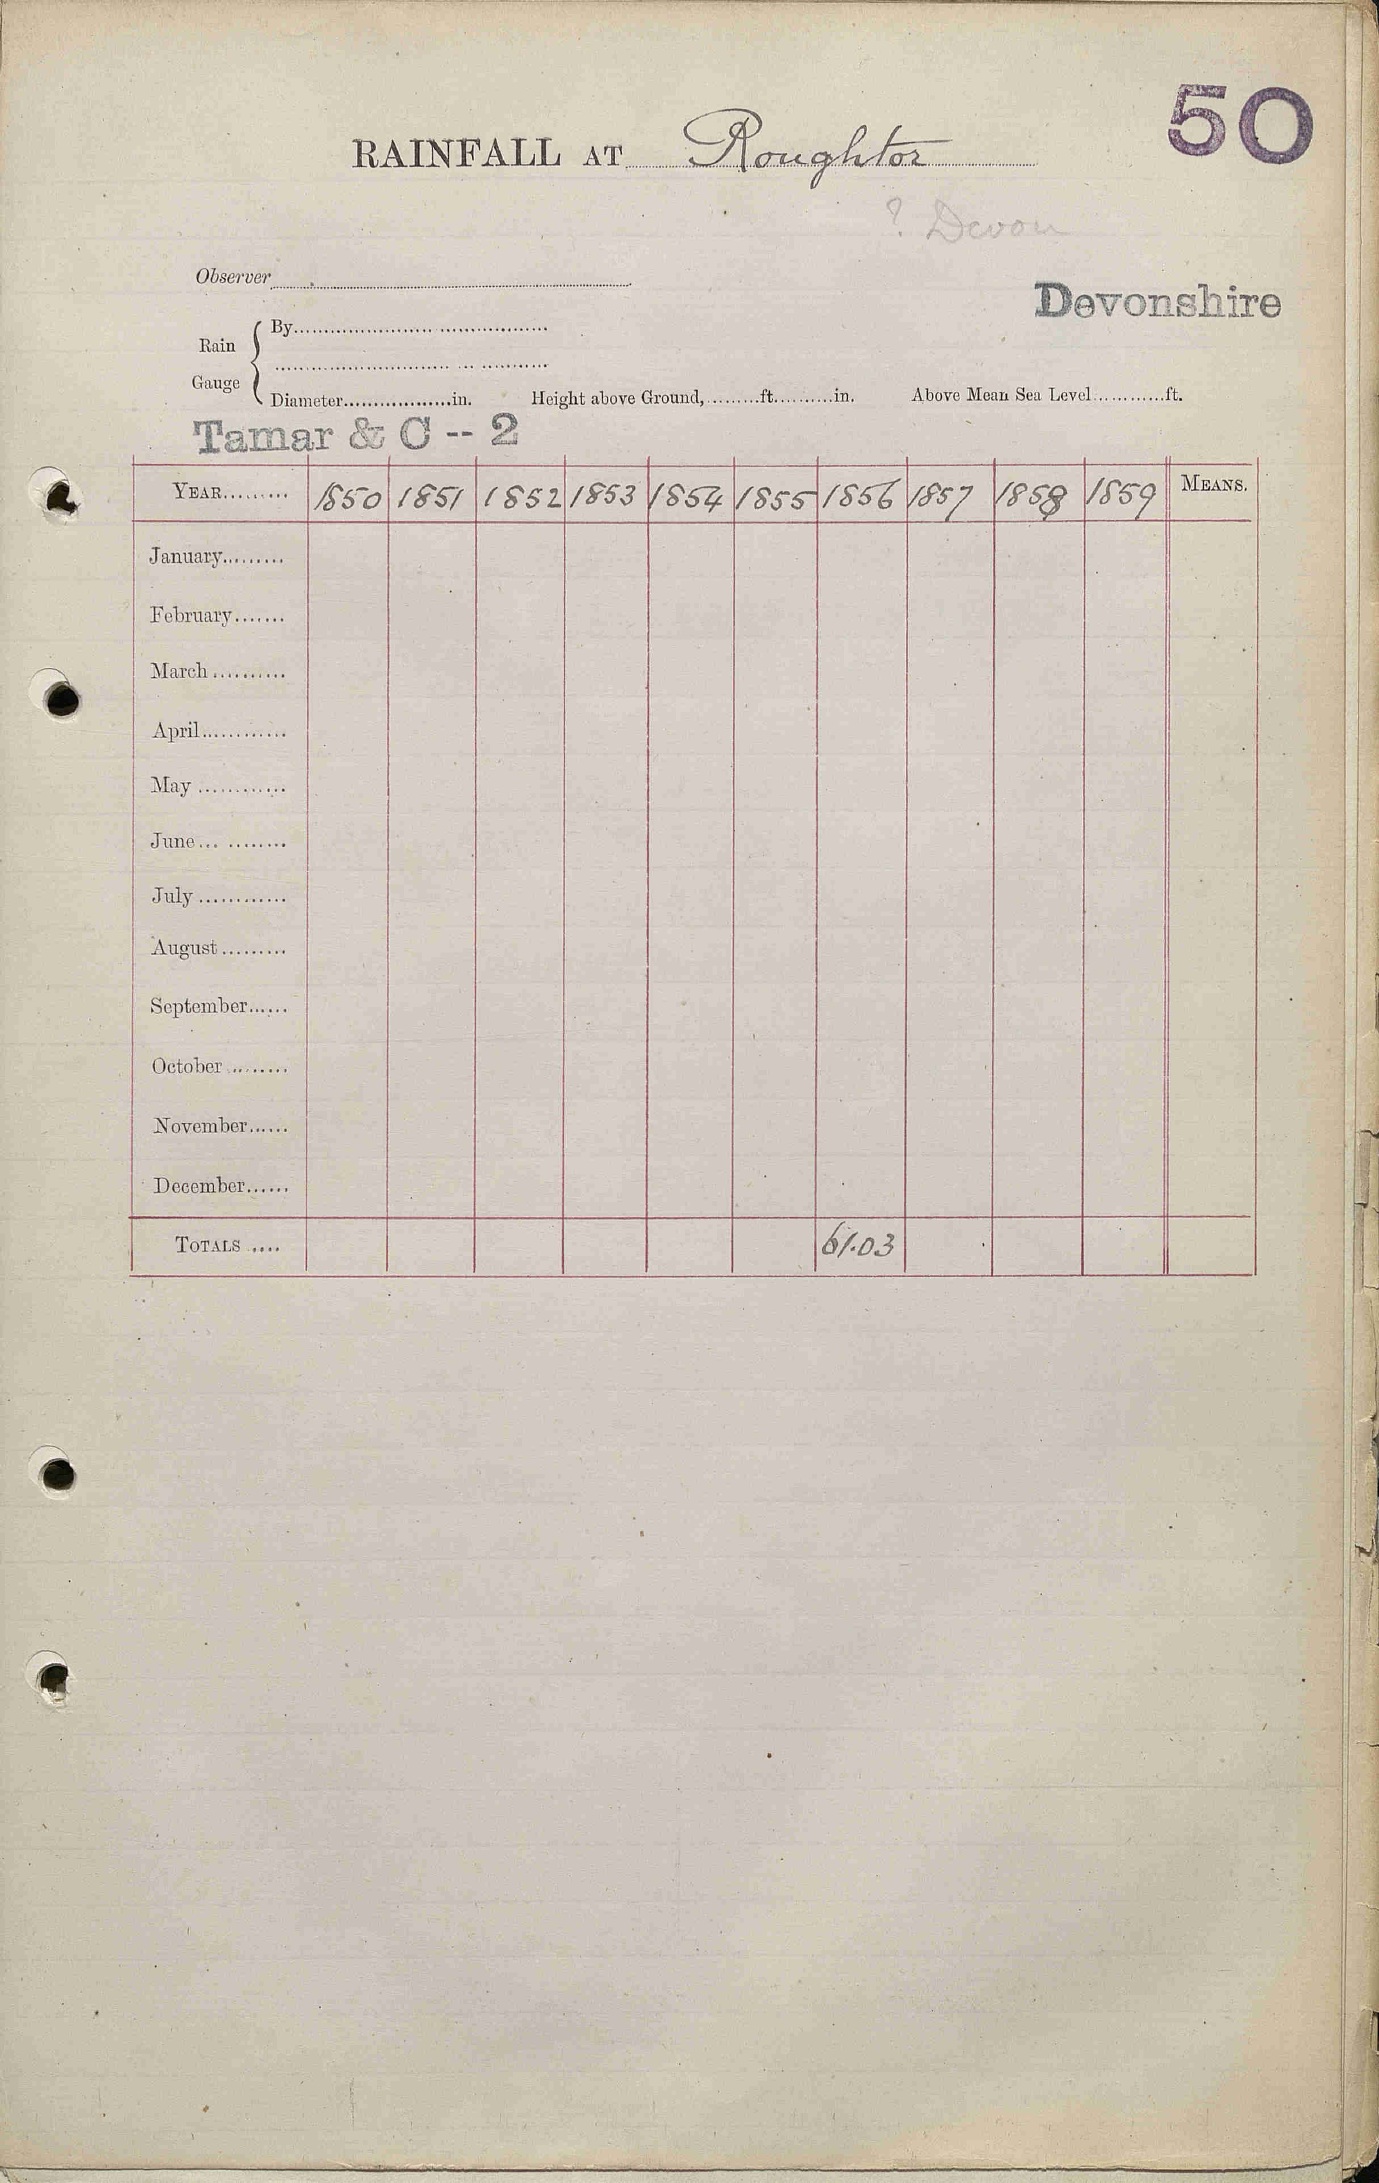 50
RAINFALL AT Roughtor
? Devon
Observer
Devonshire
Rain Gauge { By
Diameter in. Height above Ground, ft. in. Above Mean Sea Level ft.
Tamar & C -- 2
YEAR 1850 1851 1852 1853 1854 1855 1856 1857 1858 1859 MEANS.
January
February
March
April
May
June
July
August
September
October
November
December
TOTALS 61.03